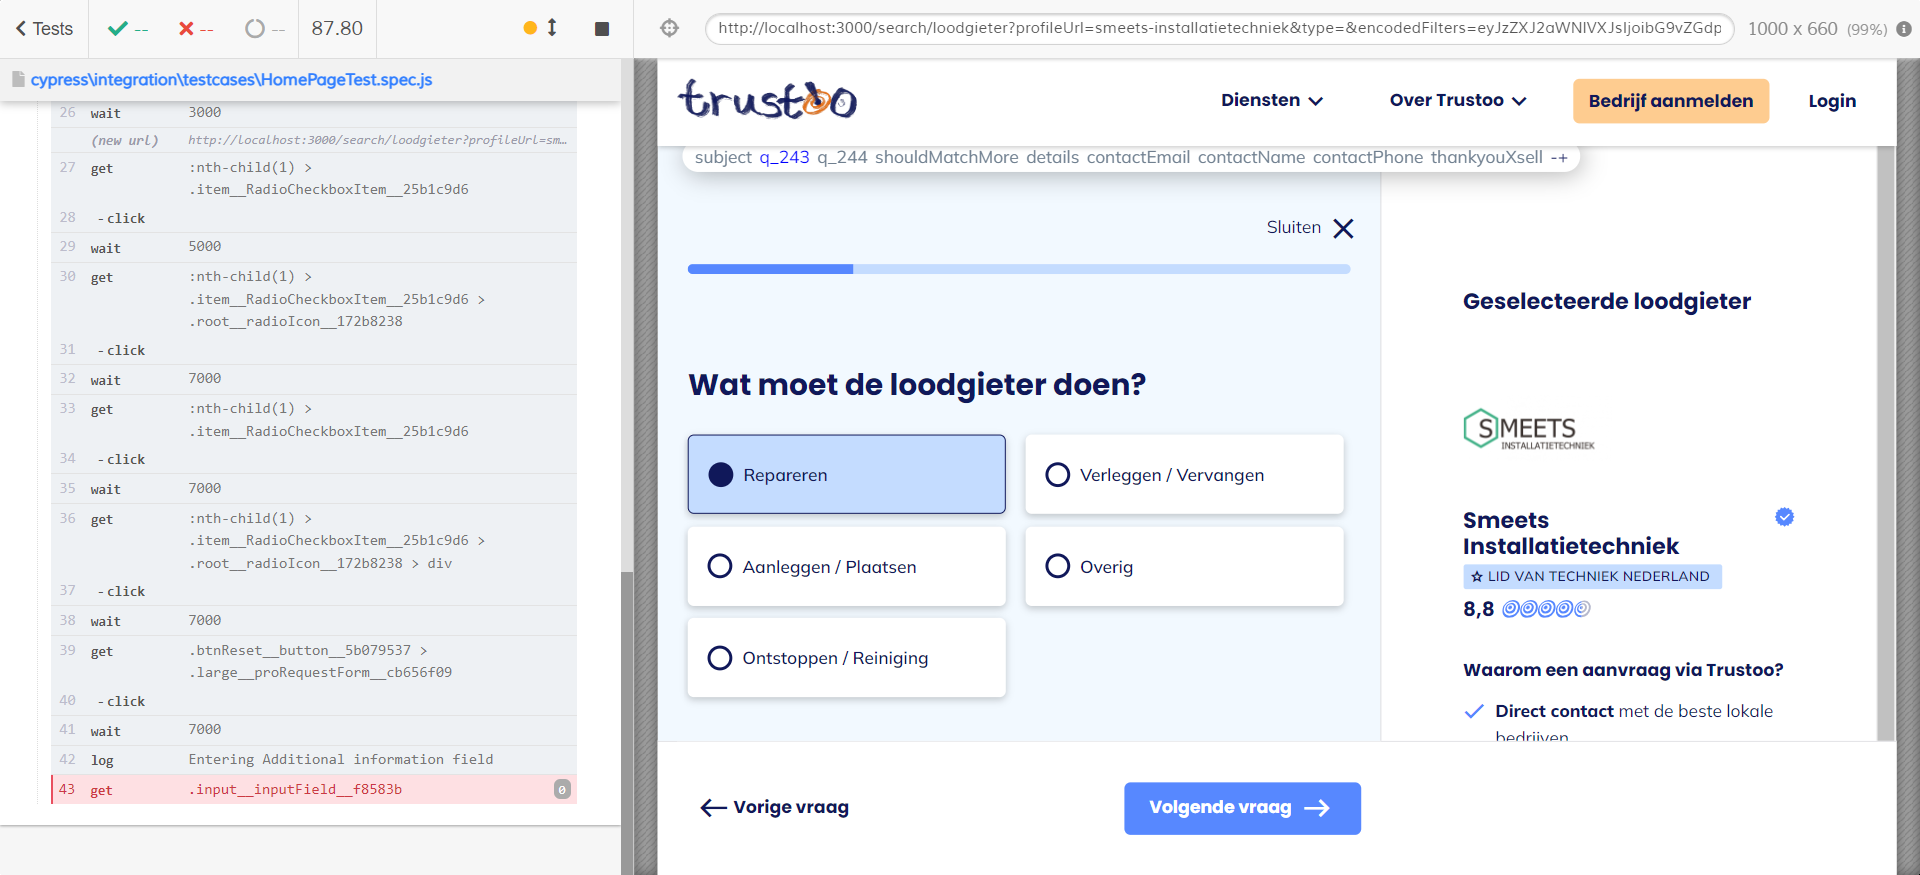 Tests
--
--
--
87.80
http://localhost:3000/search/loodgieter?profileUrl=smeets-installatietechniek&type=&encodedFilters=eyJzZXJ2aWNlVXJsIjoibG9vZGdp
1000 x 660 (99%)
cypress\integration\testcases\HomePageTest.spec.js
26 wait 3000
(new url) http://localhost:3000/search/loodgieter?profileUrl=sm…
27 get :nth-child(1) >
.item__RadioCheckboxItem__25b1c9d6
28 -click
29 wait 5000
30 get :nth-child(1) >
.item__RadioCheckboxItem__25b1c9d6 >
.root__radioIcon__172b8238
31 -click
32 wait 7000
33 get :nth-child(1) >
.item__RadioCheckboxItem__25b1c9d6
34 -click
35 wait 7000
36 get :nth-child(1) >
.item__RadioCheckboxItem__25b1c9d6 >
.root__radioIcon__172b8238 > div
37 -click
38 wait 7000
39 get .btnReset__button__5b079537 >
.large__proRequestForm__cb656f09
40 -click
41 wait 7000
42 log Entering Additional information field
43 get .input__inputField__f8583b 0
trustoo
Diensten
Over Trustoo
Bedrijf aanmelden
Login
subject q_243 q_244 shouldMatchMore details contactEmail contactName contactPhone thankyouXsell -+
Sluiten
Wat moet de loodgieter doen?
Repareren
Verleggen / Vervangen
Aanleggen / Plaatsen
Overig
Ontstoppen / Reiniging
Vorige vraag
Volgende vraag
Geselecteerde loodgieter
SMEETS
INSTALLATIETECHNIEK
Smeets
Installatietechniek
LID VAN TECHNIEK NEDERLAND
8,8
Waarom een aanvraag via Trustoo?
Direct contact met de beste lokale
bedrijven